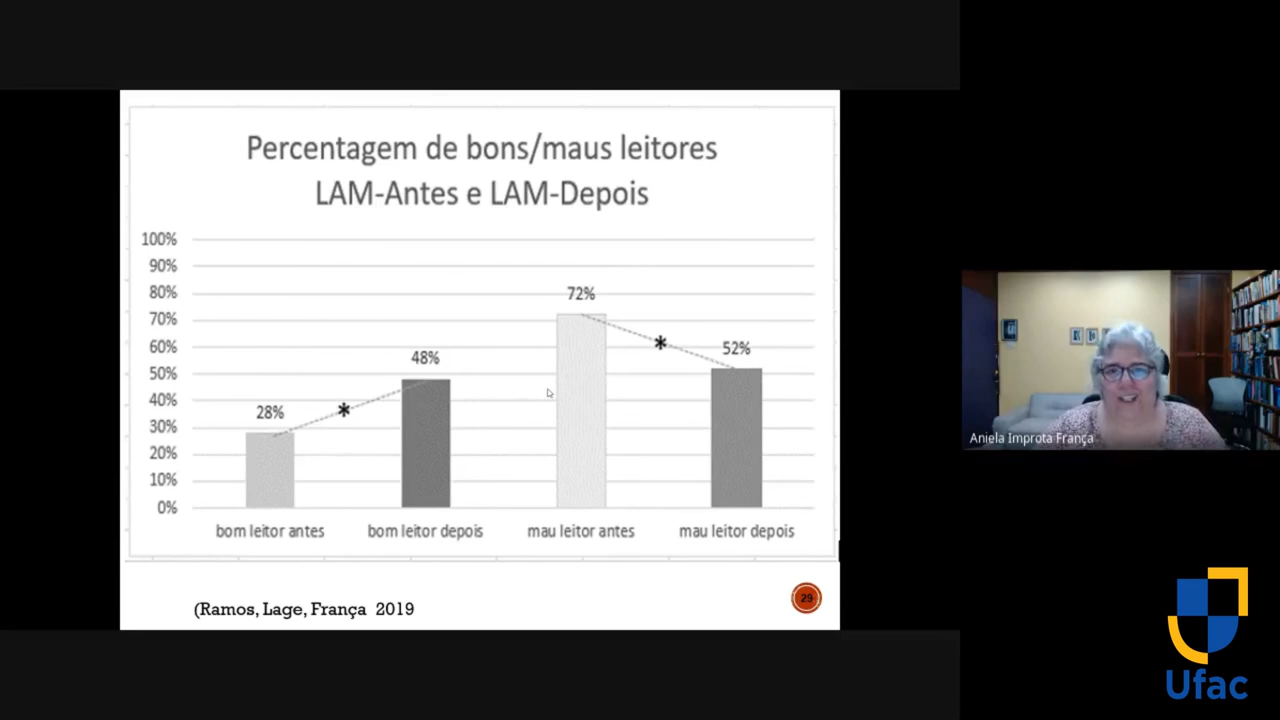 Percentagem de bons/maus leitores
LAM-Antes e LAM-Depois
100%
90%
80%
70%
60%
50%
40%
30%
20%
10%
0%
28%
*
48%
72%
*
52%
bom leitor antes
bom leitor depois
mau leitor antes
mau leitor depois
(Ramos, Lage, França 2019
29
Aniela Improta França
Ufac